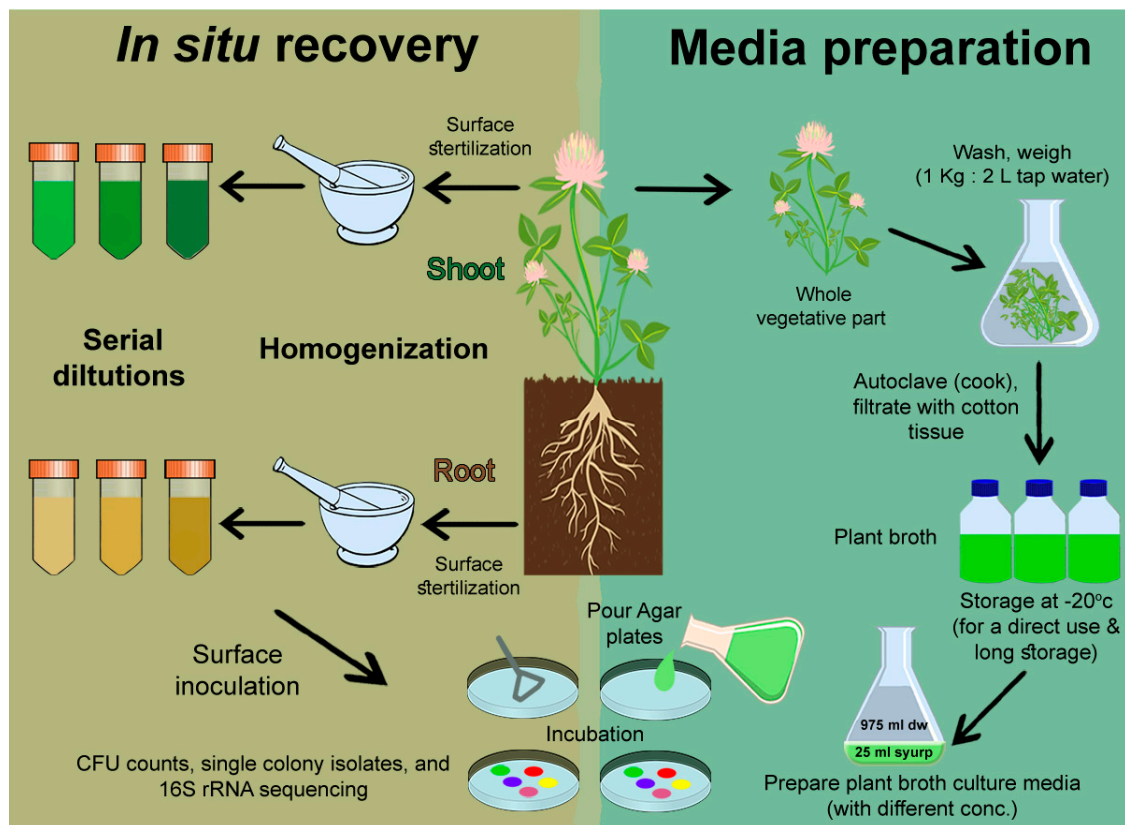 In situ recovery
Media preparation
Surface
stertilization
Shoot
Serial
diltutions
Homogenization
Root
Surface
stertilization
Surface
inoculation
CFU counts, single colony isolates, and
16S rRNA sequencing
Whole
vegetative part
Wash, weigh
(1 Kg : 2 L tap water)
Autoclave (cook),
filtrate with cotton
tissue
Plant broth
Storage at -20°c
(for a direct use &
long storage)
Pour Agar
plates
975 ml dw
25 ml syurp
Incubation
Prepare plant broth culture media
(with different conc.)